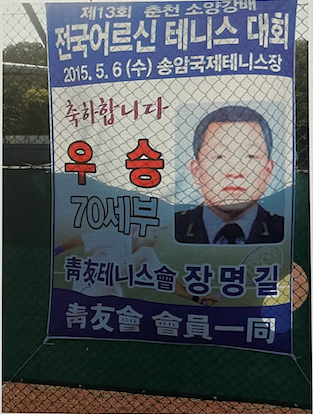 제13회 춘천 소양강배
전국어르신 테니스 대회
2015. 5. 6 (수) 송암국제테니스장
축하합니다
우 승
70세부
靑友테니스會 장명길
靑友會 會員一同